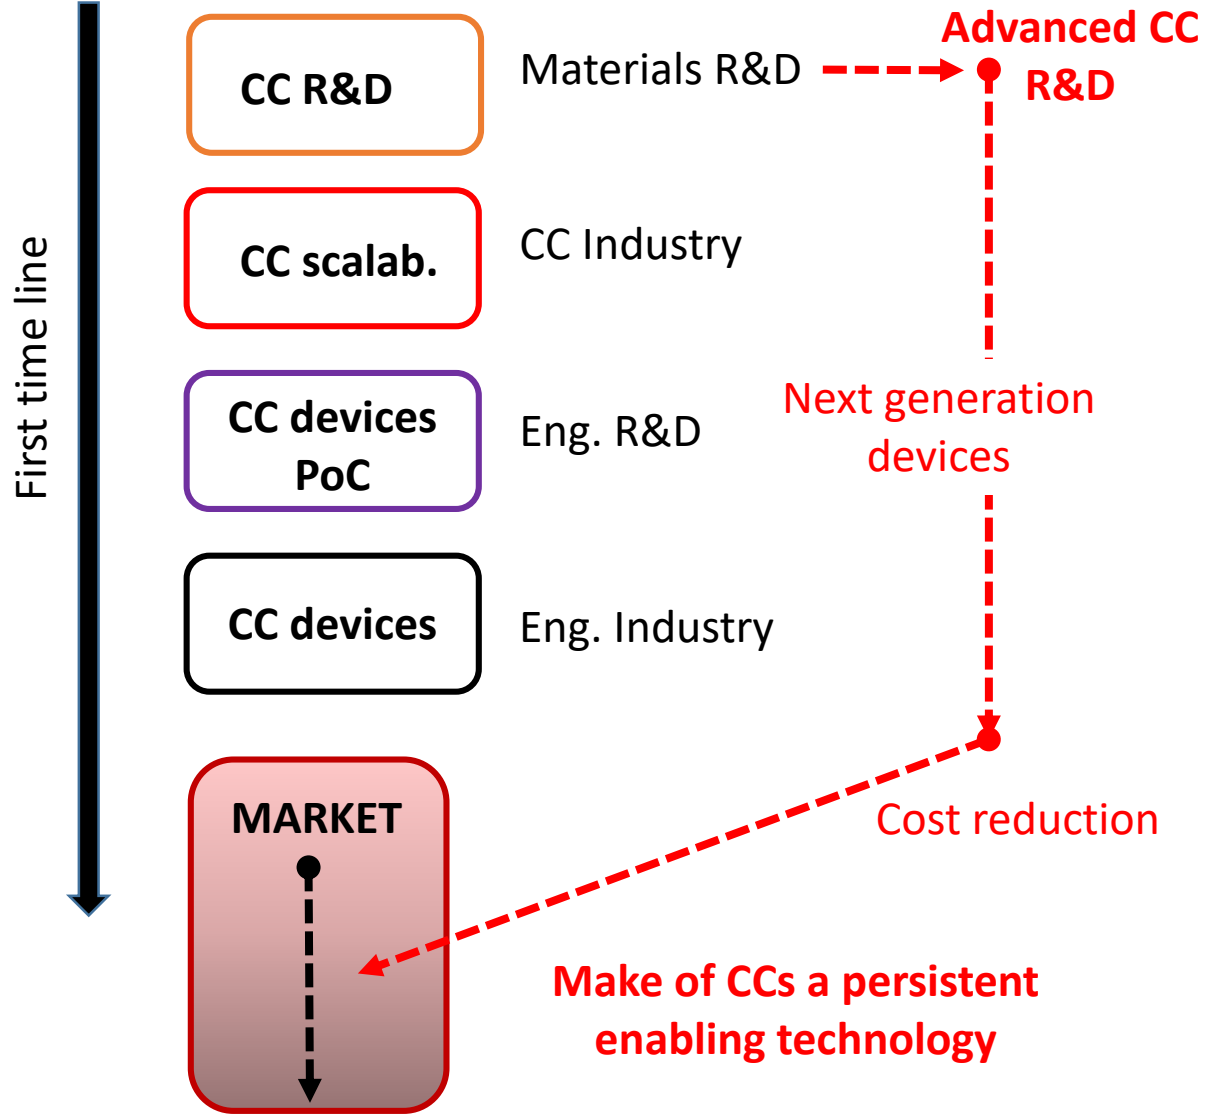 Advanced CC
R&D
CC R&D
Materials R&D
CC scalab.
CC Industry
First time line
CC devices
PoC
Eng. R&D
Next generation
devices
CC devices
Eng. Industry
MARKET
Cost reduction
Make of CCs a persistent
enabling technology